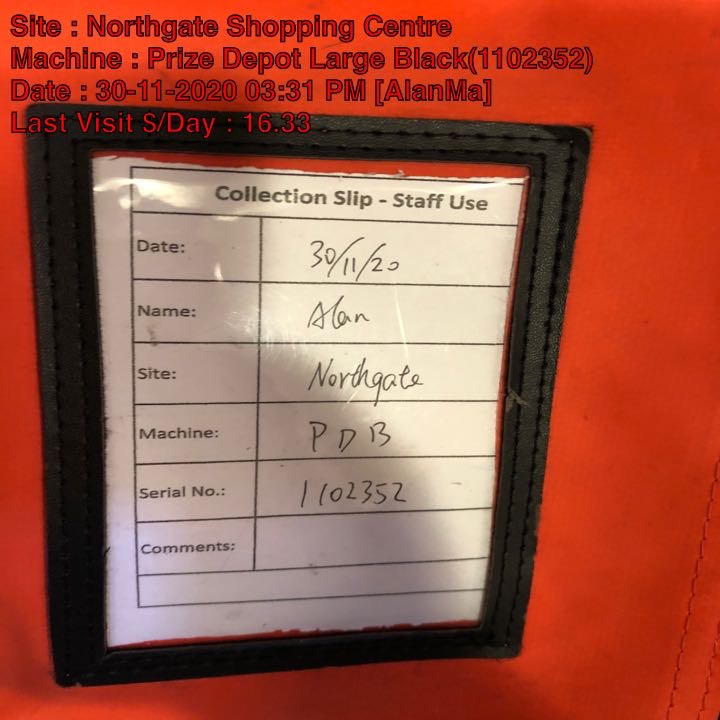 Site : Northgate Shopping Centre
Machine : Prize Depot Large Black(1102352)
Date : 30-11-2020 03:31 PM [AlanMa]
Last Visit $/Day : 16.33
Collection Slip - Staff Use
Date: 30/11/20
Name: Alan
Site: Northgate
Machine: PDB
Serial No.: 1102352
Comments: